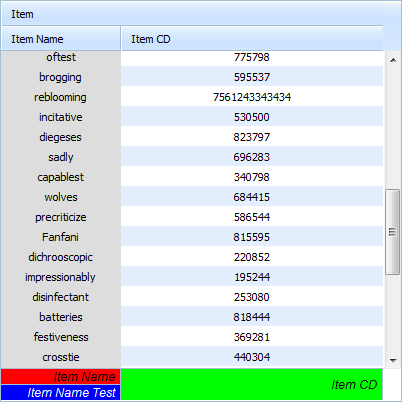 Item
Item Name Item CD
oftest 775798
brogging 595537
reblooming 7561243343434
incitative 530500
diegeses 823797
sadly 696283
capablest 340798
wolves 684415
precriticize 586544
Fanfani 815595
dichrooscopic 220852
impressionably 195244
disinfectant 253080
batteries 818444
festiveness 369281
crosstie 440304
Item Name
Item CD
Item Name Test